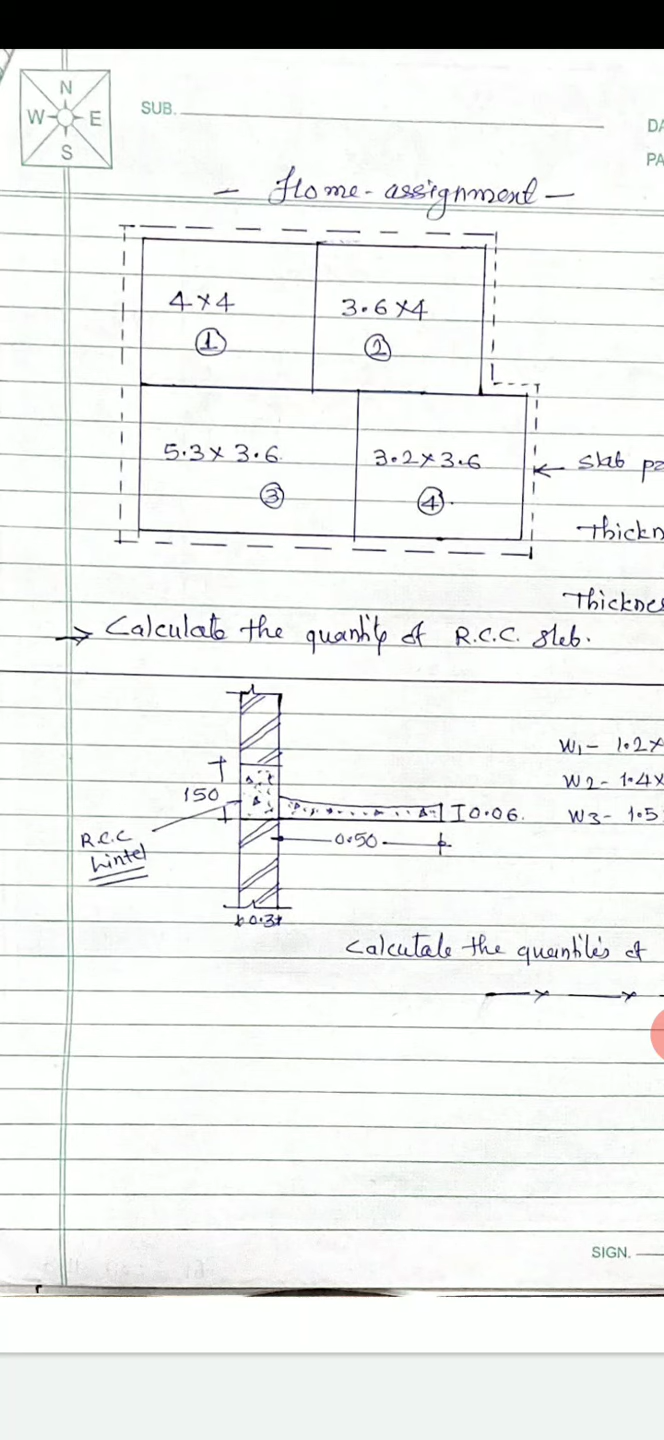 N
W E
S
SUB.
DA
PA
- Home-assignment -
4×4
①
3.6×4
②
5.3×3.6
③
3.2×3.6
④
slab pa
Thickn
Thicknes
→ Calculate the quantity of R.C.C. slab.
W1- 1.2×
W2- 1.4×
W3- 1.5
150
R.C.C
Lintel
0.06
0.50
0.3
Calculate the quantities of
SIGN.